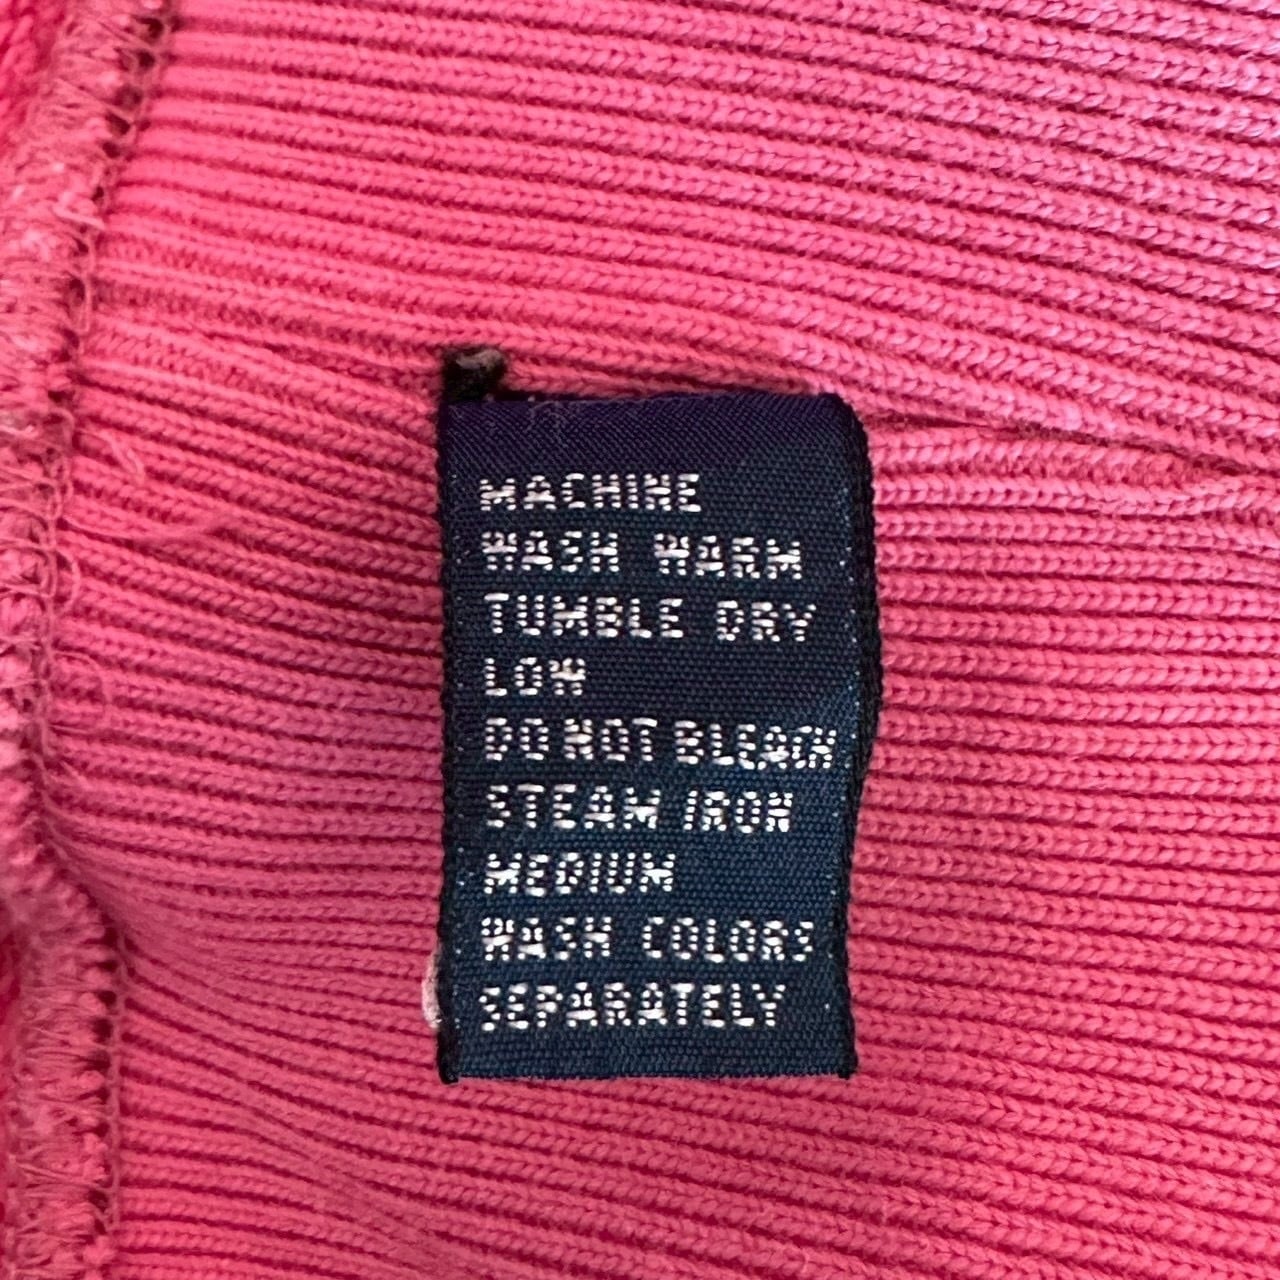 MACHINE
WASH WARM
TUMBLE DRY
LOW
DO NOT BLEACH
STEAM IRON
MEDIUM
WASH COLORS
SEPARATELY